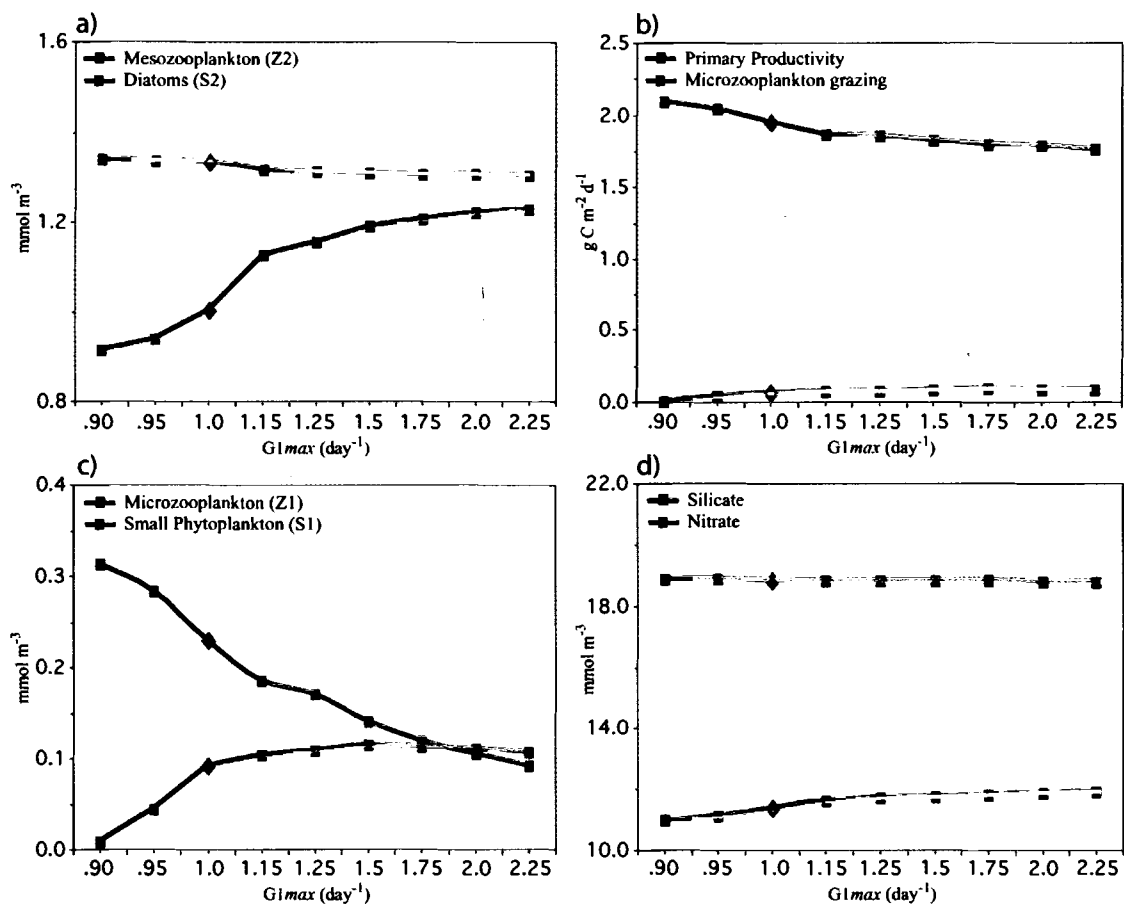 a)
Mesozooplankton (Z2)
Diatoms (S2)
1.6
1.2
0.8
mmol m⁻³
.90 .95 1.0 1.15 1.25 1.5 1.75 2.0 2.25
G1max (day⁻¹)
b)
Primary Productivity
Microzooplankton grazing
2.5
2.0
1.5
1.0
0.5
0.0
g C m⁻² d⁻¹
.90 .95 1.0 1.15 1.25 1.5 1.75 2.0 2.25
G1max (day⁻¹)
c)
Microzooplankton (Z1)
Small Phytoplankton (S1)
0.4
0.3
0.2
0.1
0.0
mmol m⁻³
.90 .95 1.0 1.15 1.25 1.5 1.75 2.0 2.25
G1max (day⁻¹)
d)
Silicate
Nitrate
22.0
18.0
14.0
10.0
mmol m⁻³
.90 .95 1.0 1.15 1.25 1.5 1.75 2.0 2.25
G1max (day⁻¹)